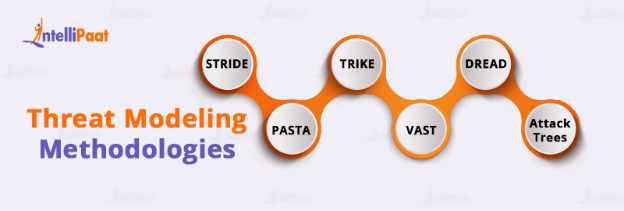 intelliPaat
Threat Modeling
Methodologies
STRIDE
PASTA
TRIKE
VAST
DREAD
Attack
Trees